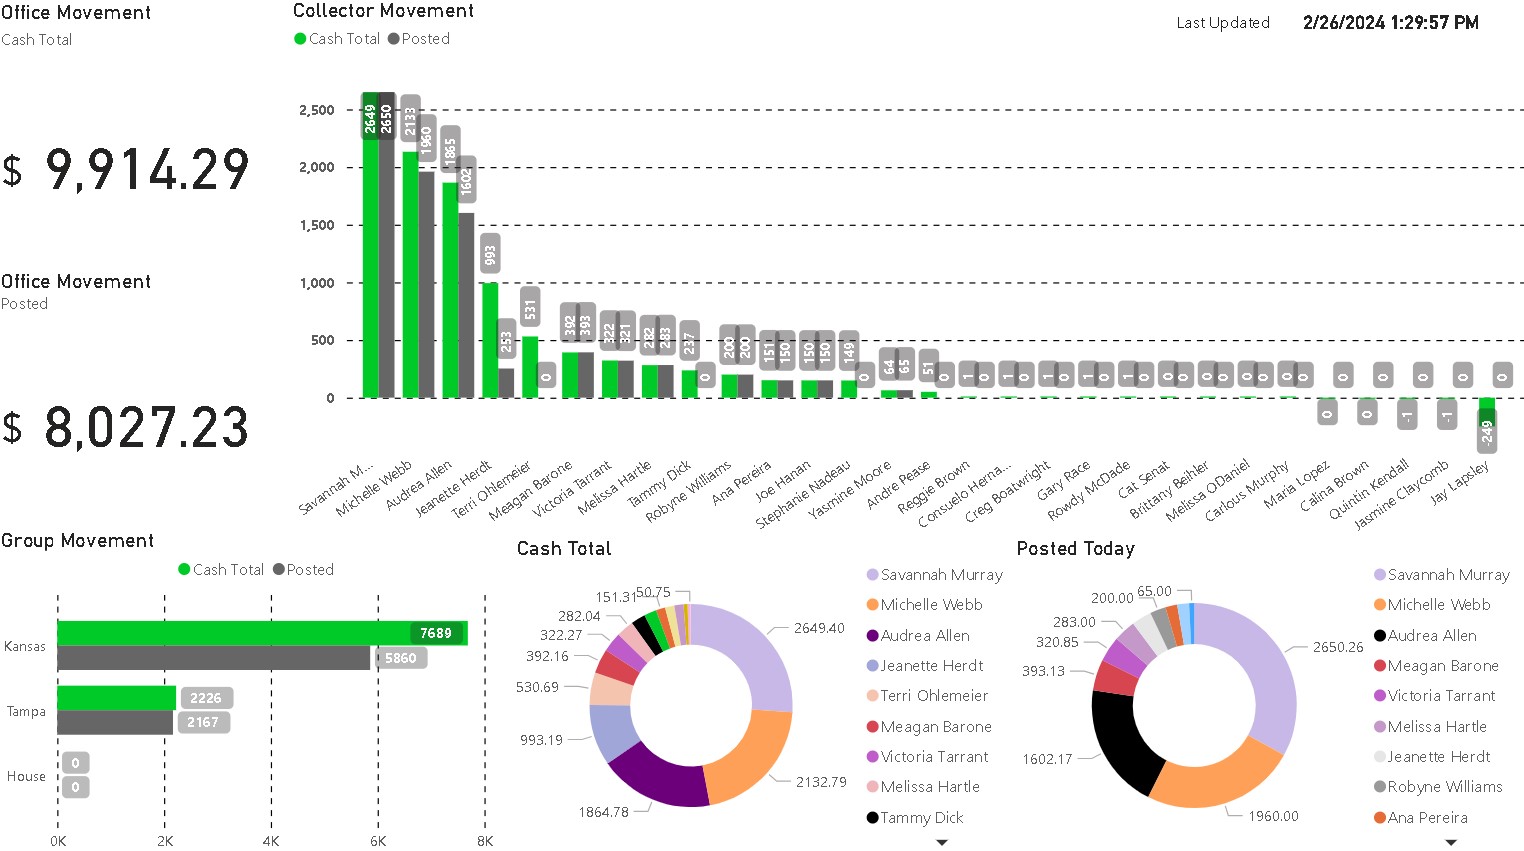 Office Movement
Cash Total
$ 9,914.29
Office Movement
Posted
$ 8,027.23
Collector Movement
Cash Total Posted
Last Updated 2/26/2024 1:29:57 PM
2,500
2,000
1,500
1,000
500
0
2649 2650 2133 1960 1865 1602 993 253 531 0 392 393 322 321 282 283 237 0 200 200 151 150 150 150 149 0 64 65 51 0 1 0 1 0 1 0 1 0 1 0 0 0 0 0 0 0 0 0 0 0 0 0 -1 0 -1 0 -249 0
Savannah M...
Michelle Webb
Audrea Allen
Jeanette Herdt
Terri Ohlemeier
Meagan Barone
Victoria Tarrant
Melissa Hartle
Tammy Dick
Robyne Williams
Ana Pereira
Joe Hanan
Stephanie Nadeau
Yasmine Moore
Andre Pease
Reggie Brown
Consuelo Herna...
Creg Boatwright
Gary Race
Rowdy McDade
Cat Senat
Brittany Beihler
Melissa ODaniel
Carlous Murphy
Maria Lopez
Calina Brown
Quintin Kendall
Jasmine Claycomb
Jay Lapsley
Group Movement
Cash Total Posted
Kansas 7689
5860
Tampa 2226
2167
House 0
0
0K 2K 4K 6K 8K
Cash Total
2649.40
2132.79
1864.78
993.19
530.69
392.16
322.27
282.04
151.31
50.75
Savannah Murray
Michelle Webb
Audrea Allen
Jeanette Herdt
Terri Ohlemeier
Meagan Barone
Victoria Tarrant
Melissa Hartle
Tammy Dick
Posted Today
2650.26
1960.00
1602.17
393.13
320.85
283.00
200.00
65.00
Savannah Murray
Michelle Webb
Audrea Allen
Meagan Barone
Victoria Tarrant
Melissa Hartle
Jeanette Herdt
Robyne Williams
Ana Pereira